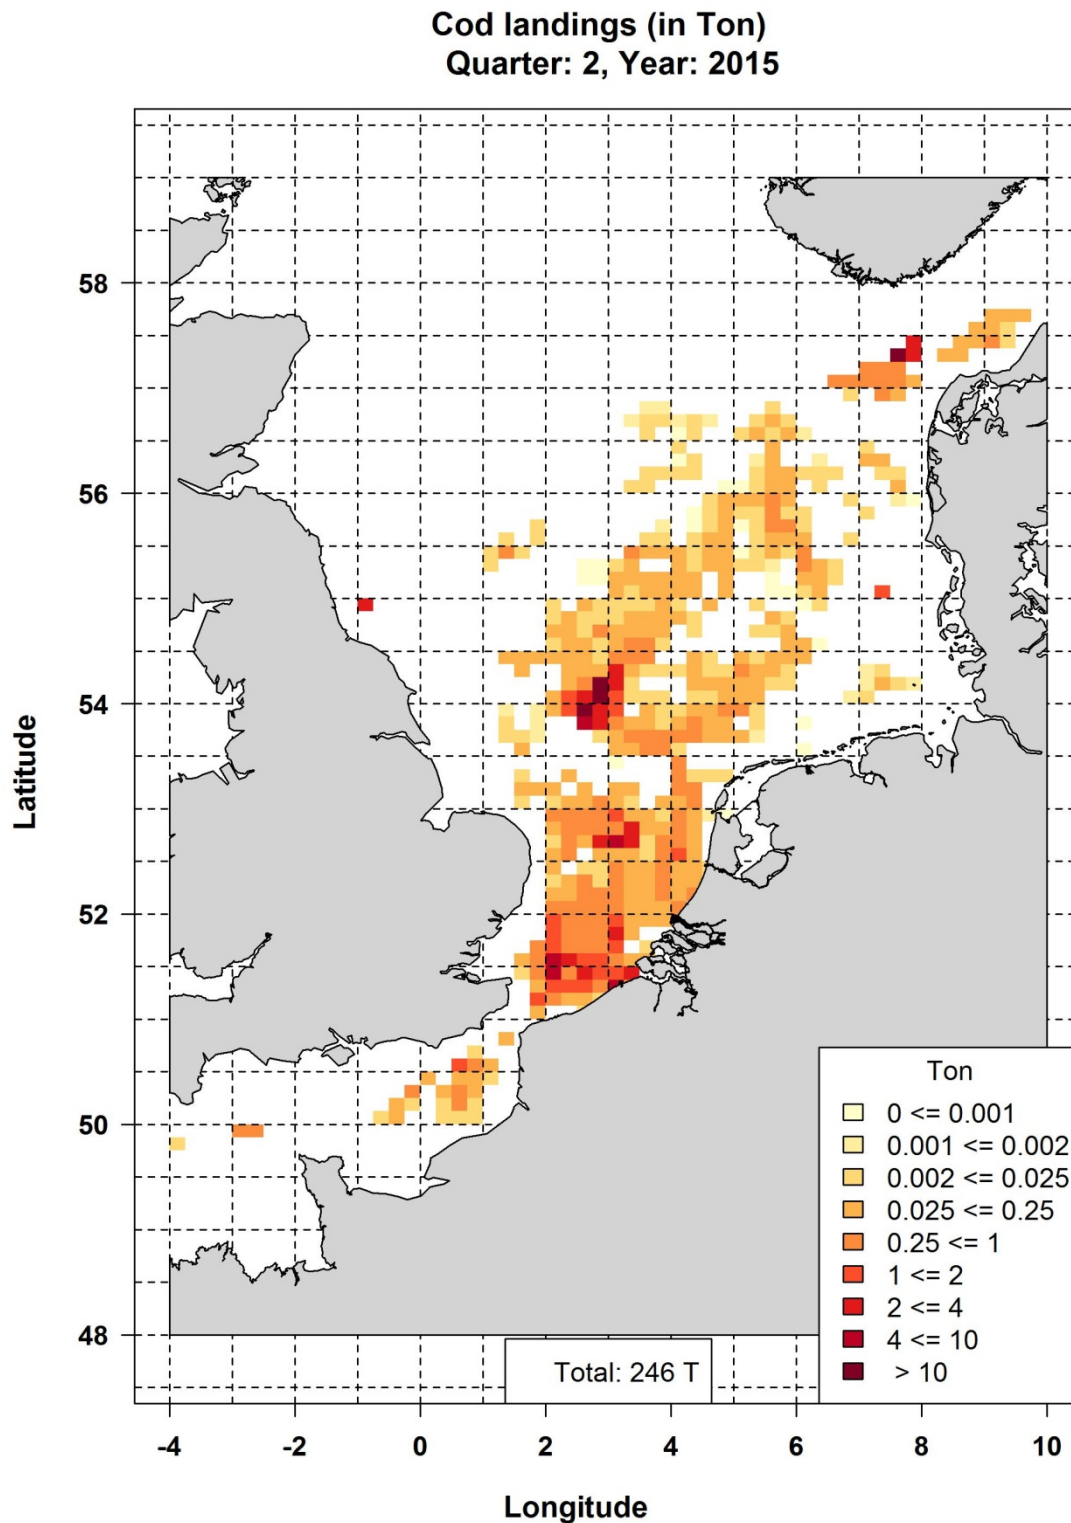 Cod landings (in Ton)
Quarter: 2, Year: 2015
Latitude
58
56
54
52
50
48
Ton
0 <= 0.001
0.001 <= 0.002
0.002 <= 0.025
0.025 <= 0.25
0.25 <= 1
1 <= 2
2 <= 4
4 <= 10
> 10
Total: 246 T
-4 -2 0 2 4 6 8 10
Longitude